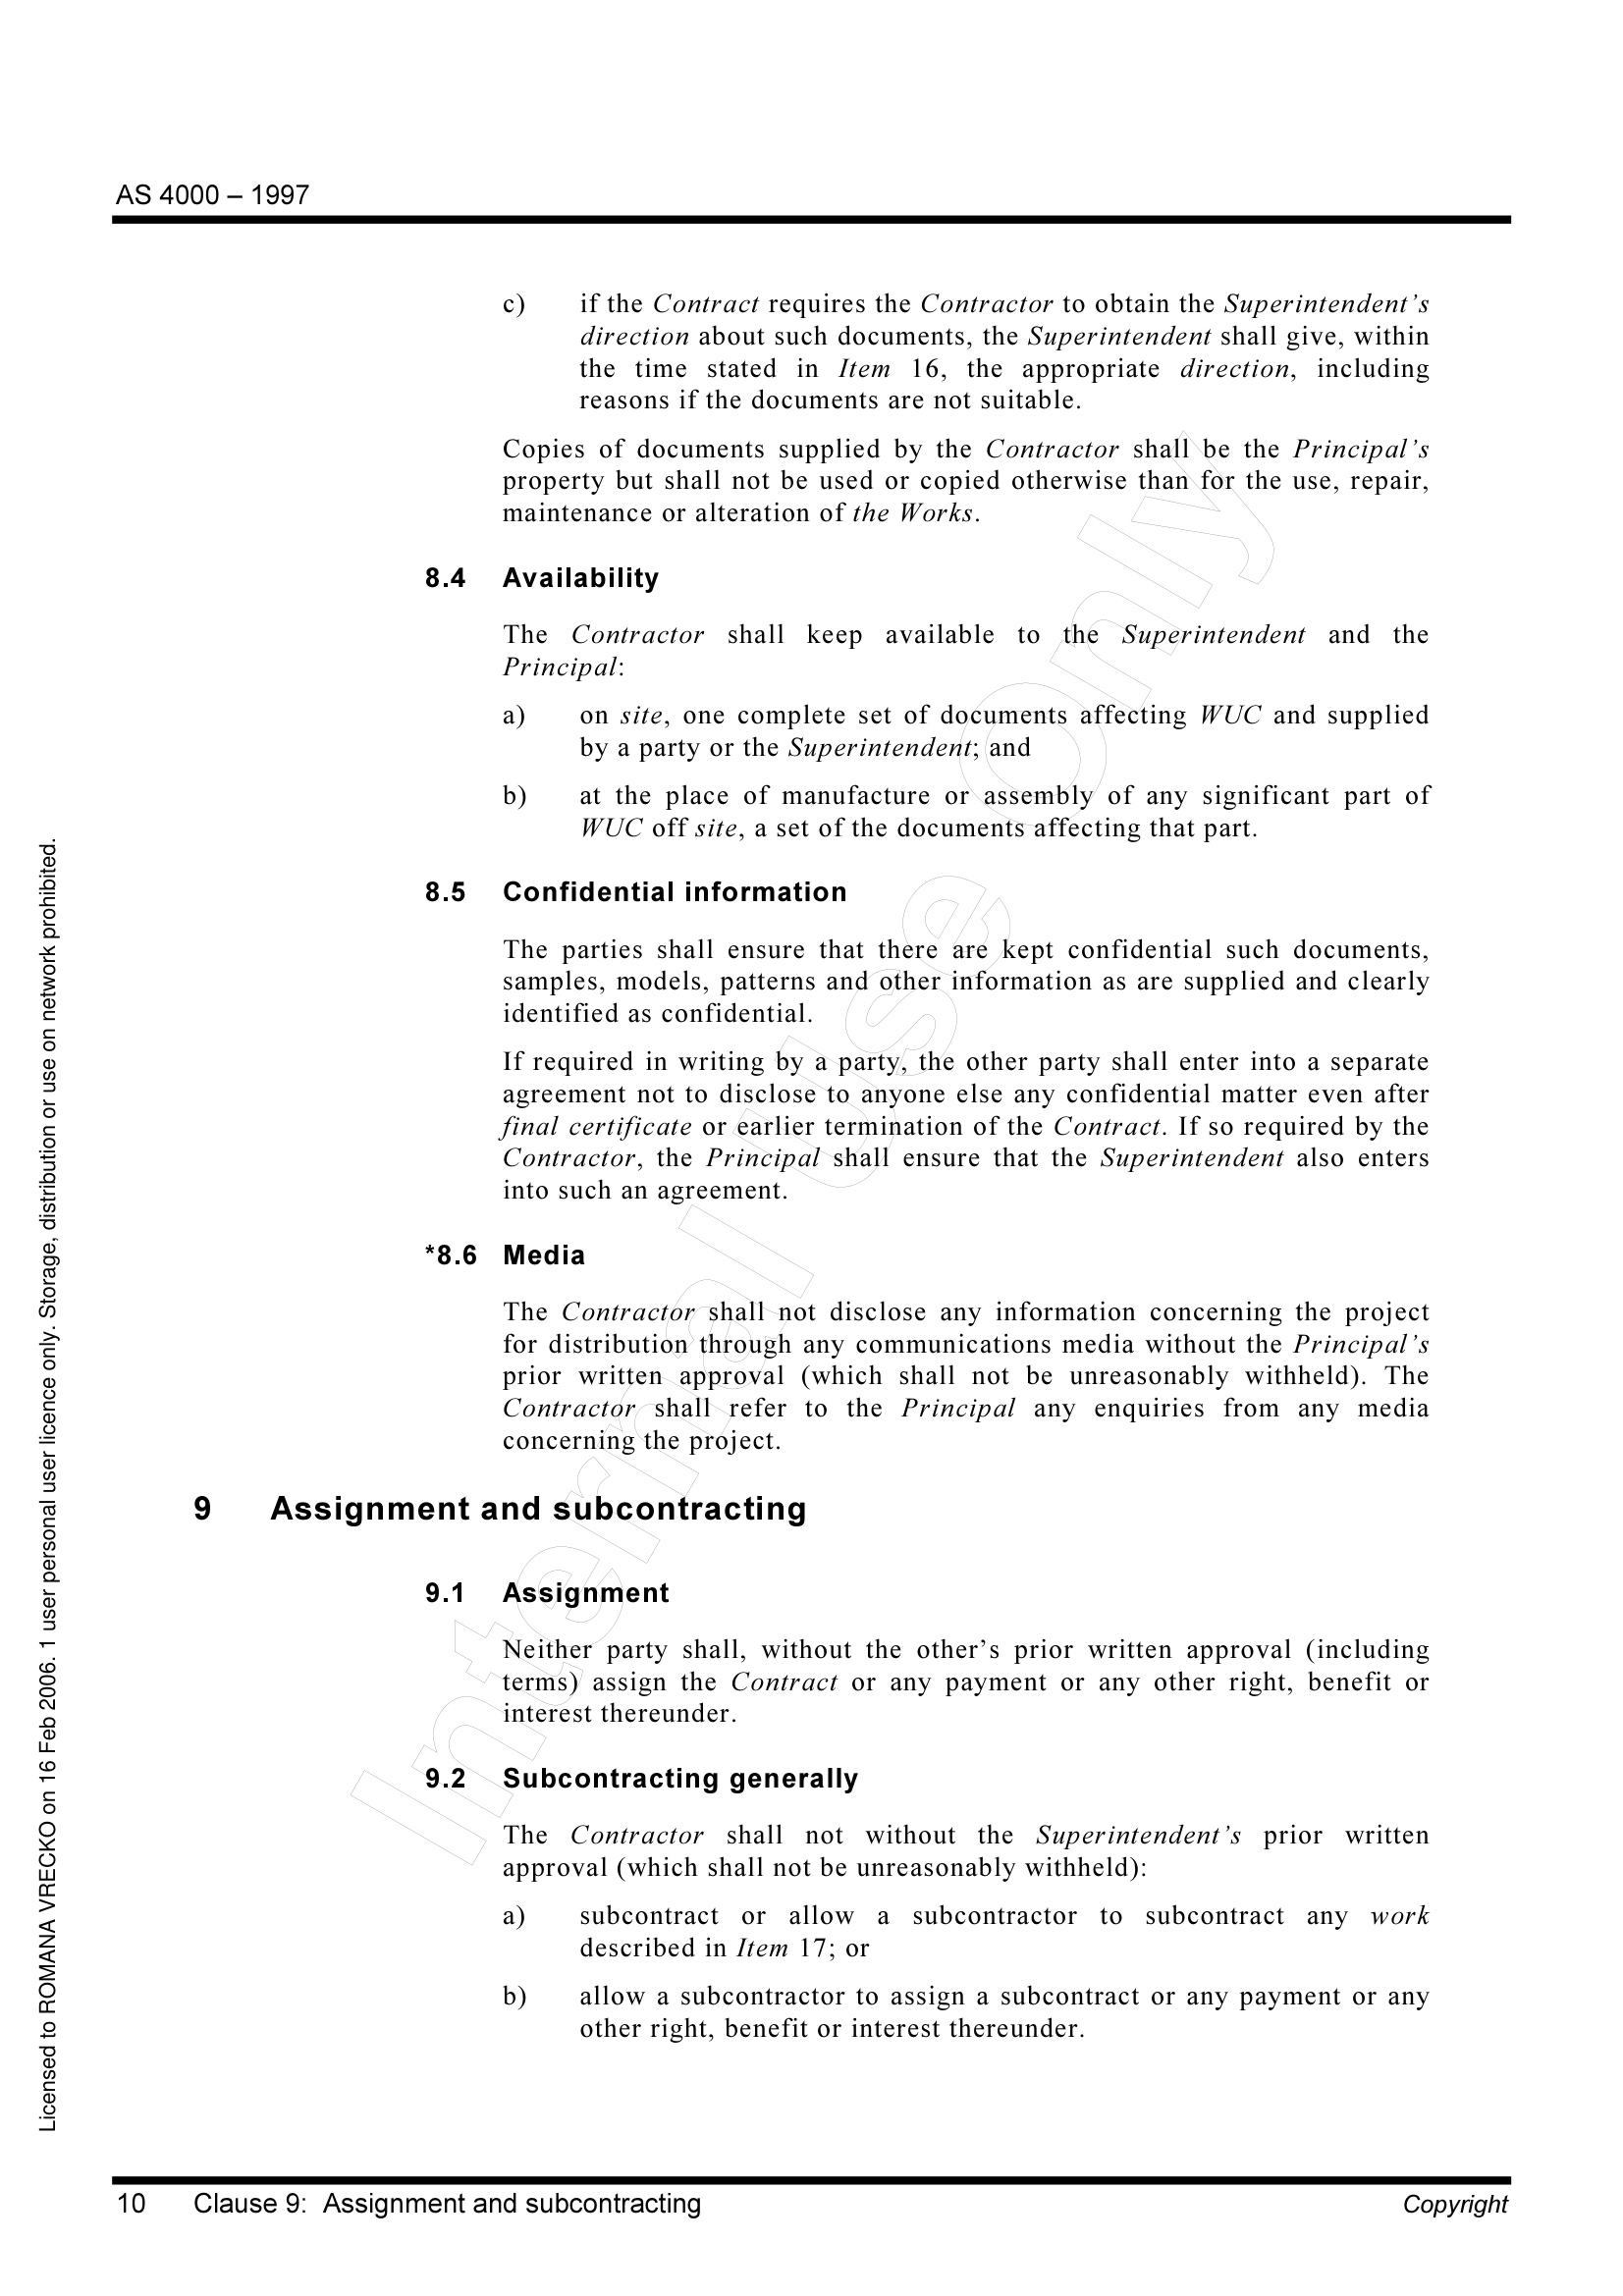 AS 4000 – 1997
c) if the Contract requires the Contractor to obtain the Superintendent’s
direction about such documents, the Superintendent shall give, within
the time stated in Item 16, the appropriate direction, including
reasons if the documents are not suitable.
Copies of documents supplied by the Contractor shall be the Principal’s
property but shall not be used or copied otherwise than for the use, repair,
maintenance or alteration of the Works.
8.4 Availability
The Contractor shall keep available to the Superintendent and the
Principal:
a) on site, one complete set of documents affecting WUC and supplied
by a party or the Superintendent; and
b) at the place of manufacture or assembly of any significant part of
WUC off site, a set of the documents affecting that part.
8.5 Confidential information
The parties shall ensure that there are kept confidential such documents,
samples, models, patterns and other information as are supplied and clearly
identified as confidential.
If required in writing by a party, the other party shall enter into a separate
agreement not to disclose to anyone else any confidential matter even after
final certificate or earlier termination of the Contract. If so required by the
Contractor, the Principal shall ensure that the Superintendent also enters
into such an agreement.
*8.6 Media
The Contractor shall not disclose any information concerning the project
for distribution through any communications media without the Principal’s
prior written approval (which shall not be unreasonably withheld). The
Contractor shall refer to the Principal any enquiries from any media
concerning the project.
9 Assignment and subcontracting
9.1 Assignment
Neither party shall, without the other’s prior written approval (including
terms) assign the Contract or any payment or any other right, benefit or
interest thereunder.
9.2 Subcontracting generally
The Contractor shall not without the Superintendent’s prior written
approval (which shall not be unreasonably withheld):
a) subcontract or allow a subcontractor to subcontract any work
described in Item 17; or
b) allow a subcontractor to assign a subcontract or any payment or any
other right, benefit or interest thereunder.
10 Clause 9: Assignment and subcontracting Copyright
Licensed to ROMANA VRECKO on 16 Feb 2006. 1 user personal user licence only. Storage, distribution or use on network prohibited.
Internal use Only